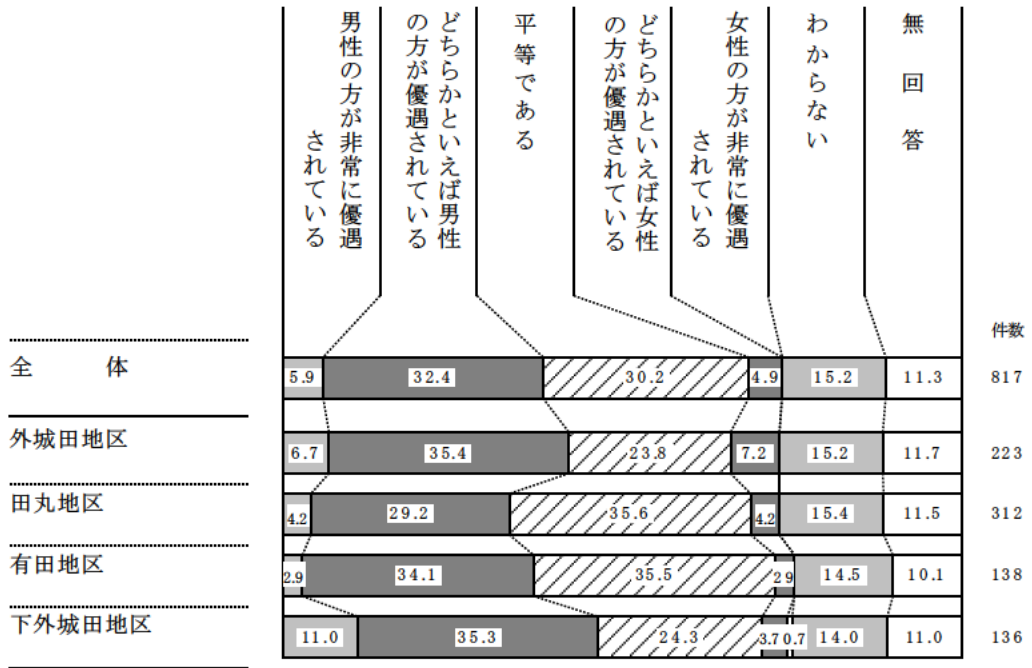 男性の方が非常に優遇
されている
どちらかといえば男性
の方が優遇されている
平等である
どちらかといえば女性
の方が優遇されている
女性の方が非常に優遇
されている
わからない
無回答
件数
全 体 5.9 32.4 30.2 4.9 15.2 11.3 817
外城田地区 6.7 35.4 23.8 7.2 15.2 11.7 223
田丸地区 4.2 29.2 35.6 4.2 15.4 11.5 312
有田地区 2.9 34.1 35.5 2.9 14.5 10.1 138
下外城田地区 11.0 35.3 24.3 3.7 0.7 14.0 11.0 136